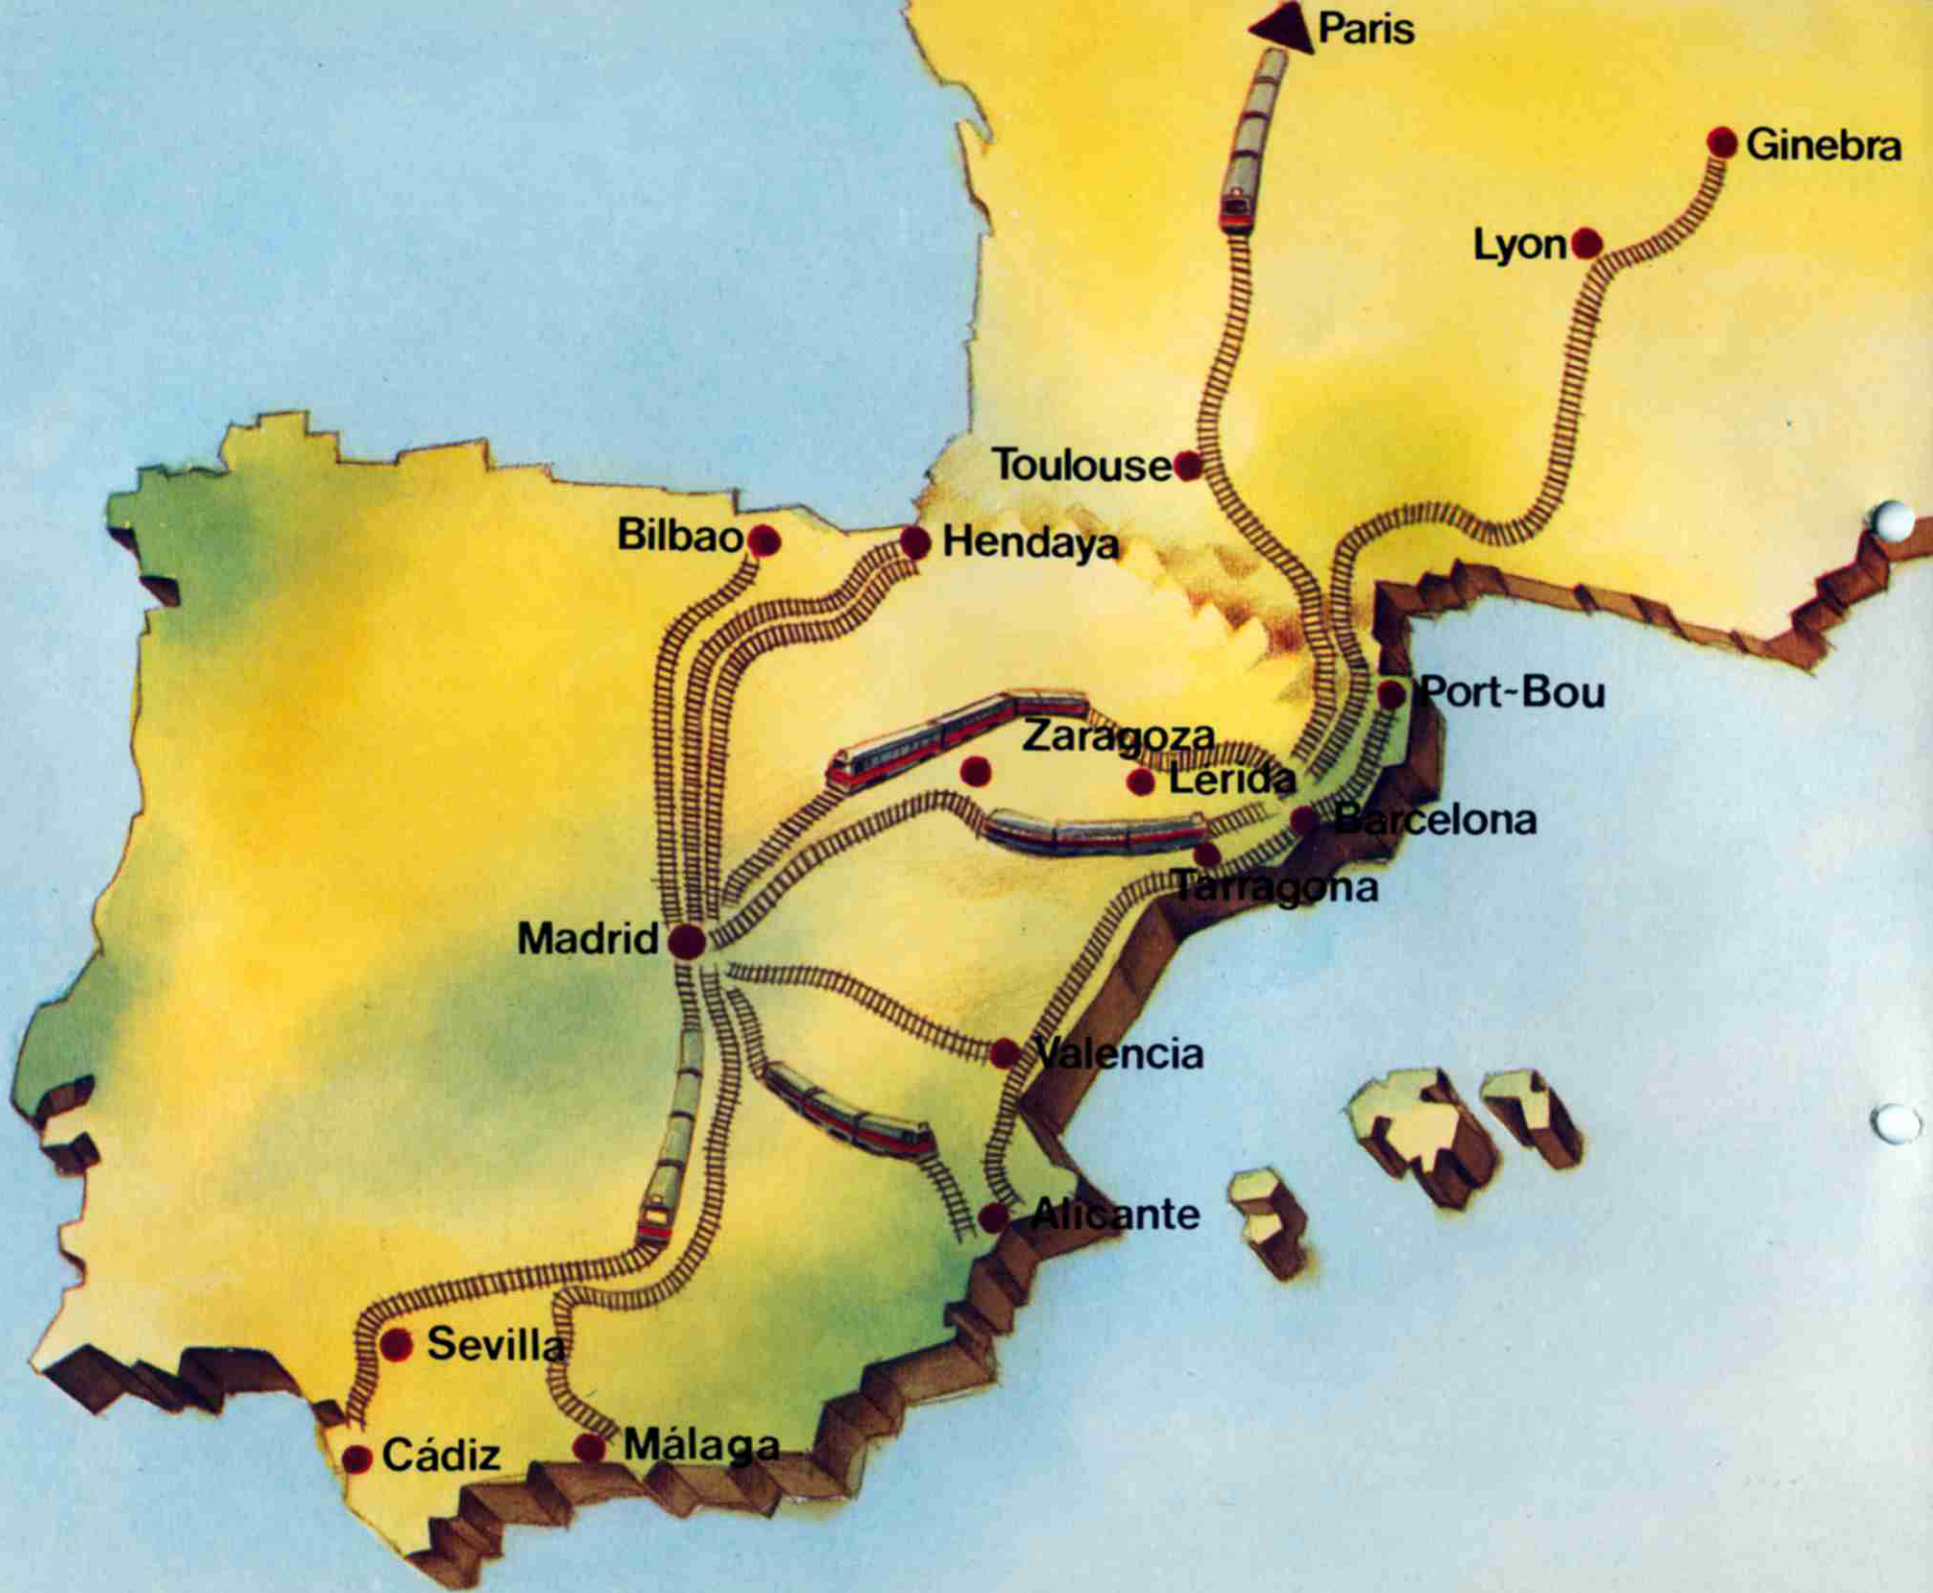 Paris
Ginebra
Lyon
Toulouse
Bilbao
Hendaya
Port-Bou
Zaragoza
Lérida
Barcelona
Tarragona
Madrid
Valencia
Alicante
Sevilla
Cádiz
Málaga